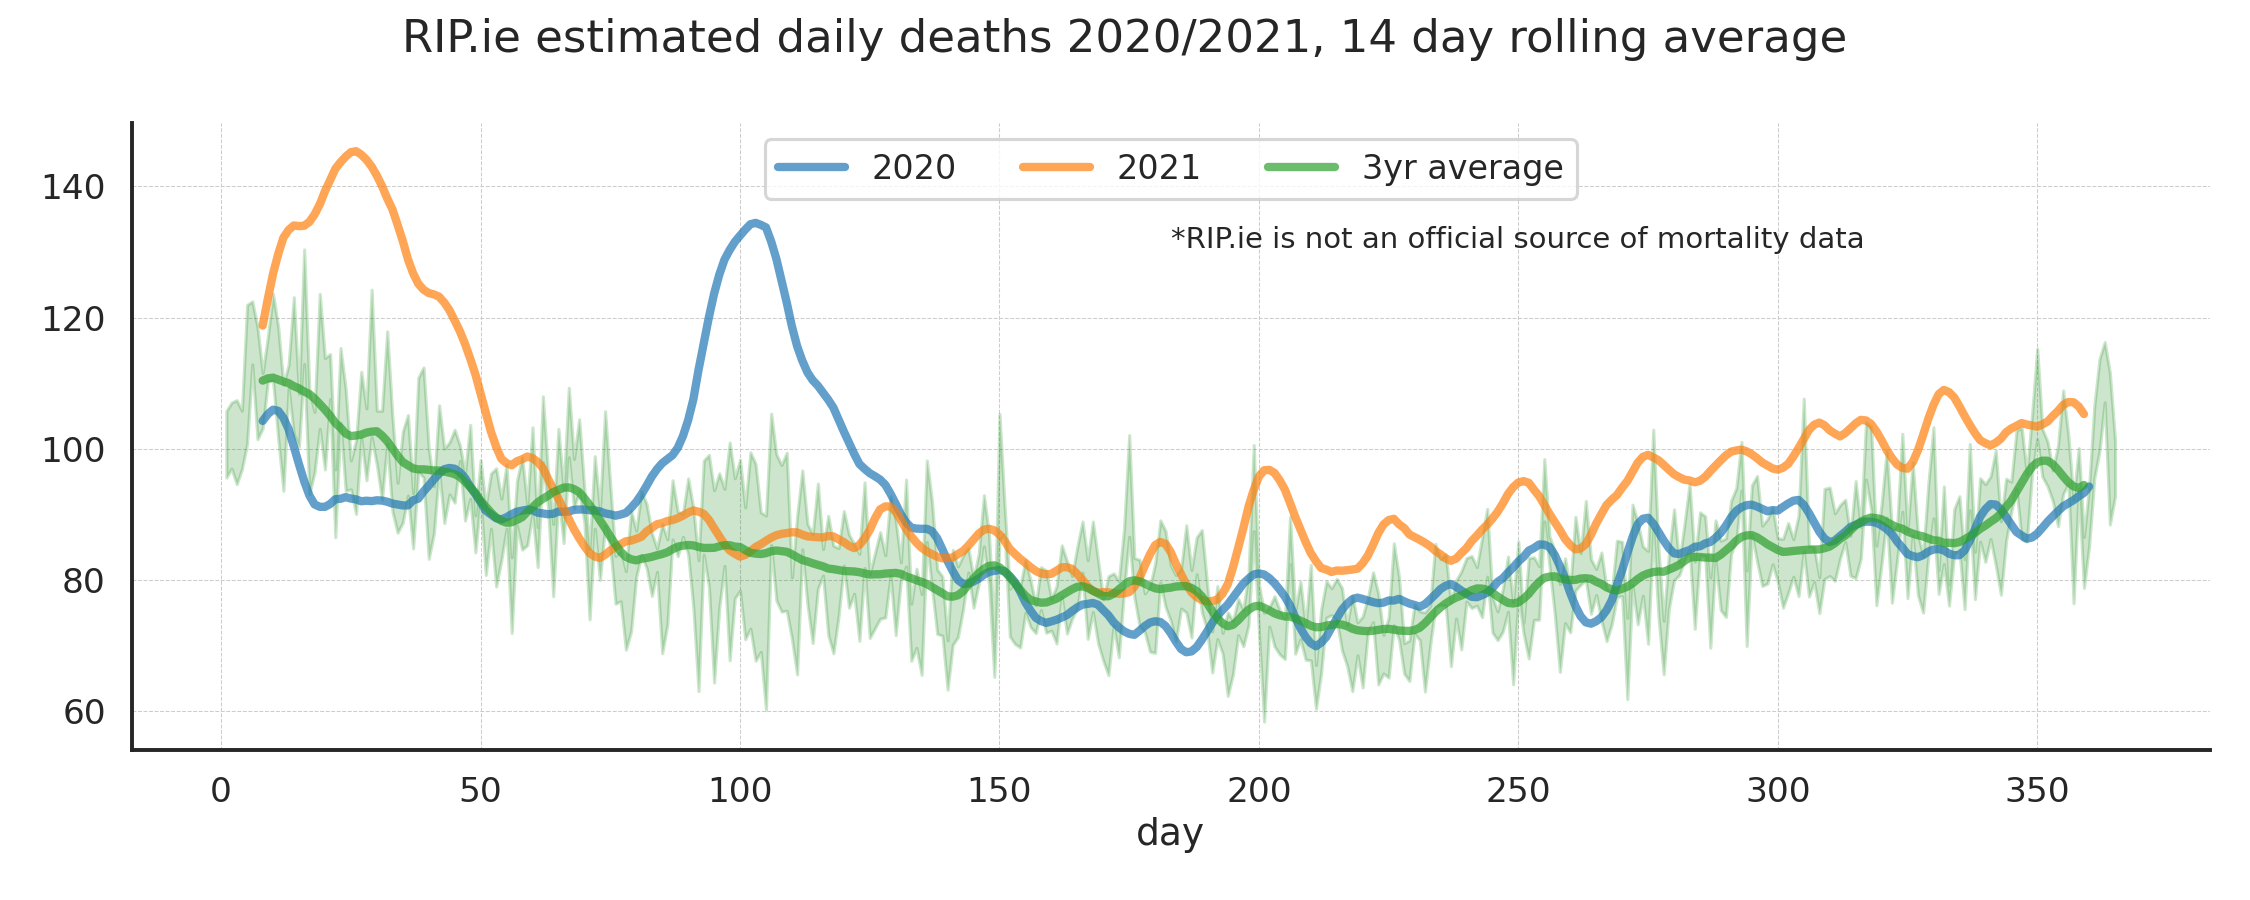 RIP.ie estimated daily deaths 2020/2021, 14 day rolling average
2020 2021 3yr average
*RIP.ie is not an official source of mortality data
140
120
100
80
60
0 50 100 150 200 250 300 350
day